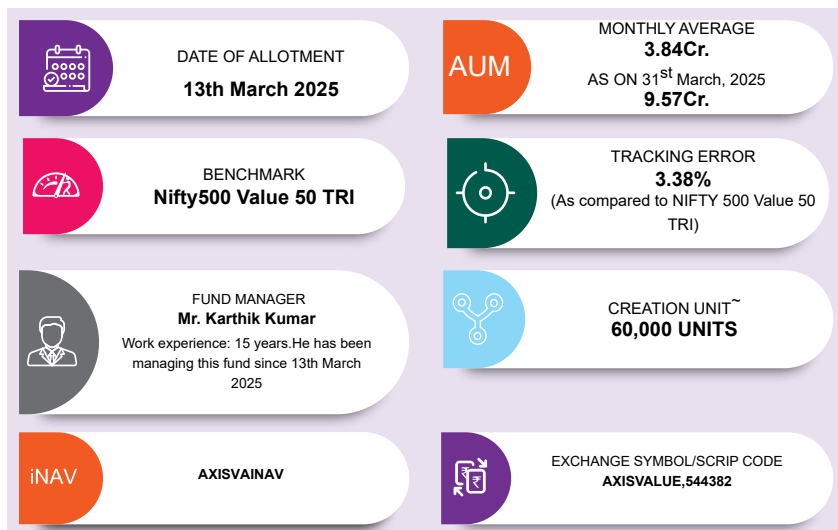 DATE OF ALLOTMENT
13th March 2025
AUM
MONTHLY AVERAGE
3.84Cr.
AS ON 31st March, 2025
9.57Cr.
BENCHMARK
Nifty500 Value 50 TRI
TRACKING ERROR
3.38%
(As compared to NIFTY 500 Value 50
TRI)
FUND MANAGER
Mr. Karthik Kumar
Work experience: 15 years.He has been
managing this fund since 13th March
2025
CREATION UNIT~
60,000 UNITS
iNAV
AXISVAINAV
EXCHANGE SYMBOL/SCRIP CODE
AXISVALUE,544382